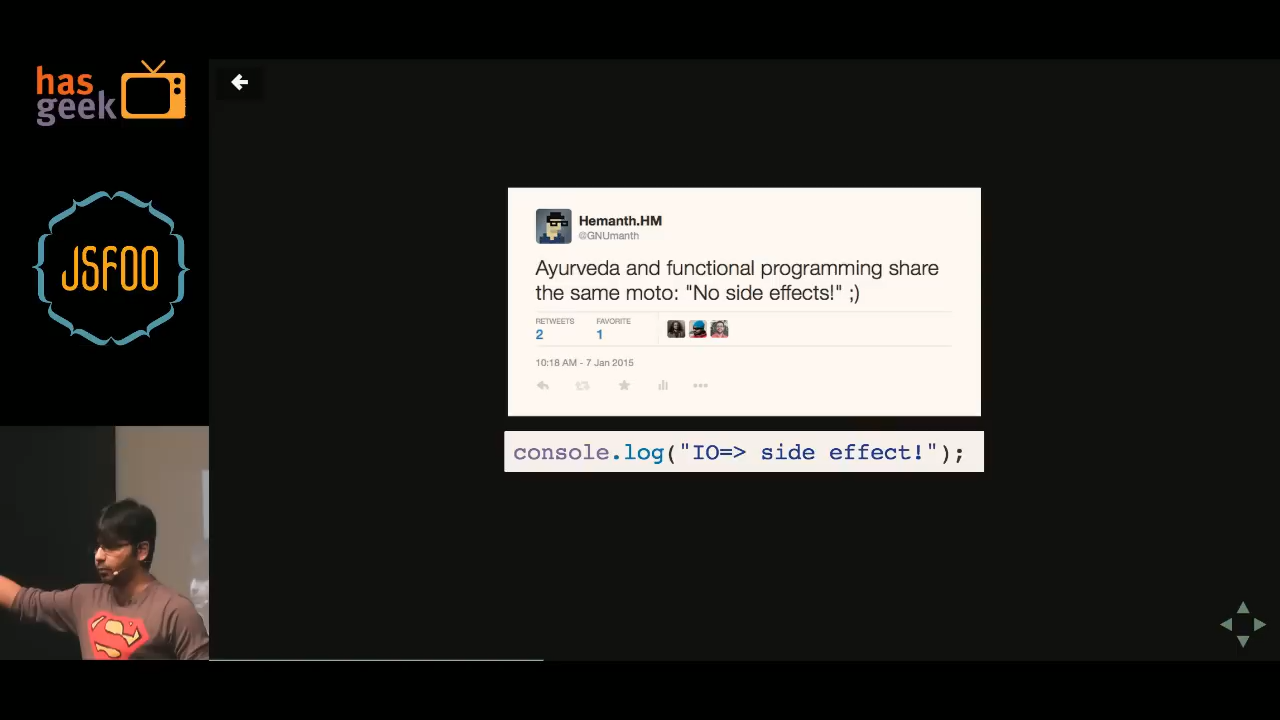 has
geek
JSFOO
Hemanth.HM
@GNUmanth
Ayurveda and functional programming share
the same moto: "No side effects!" ;)
RETWEETS FAVORITE
2 1
10:18 AM - 7 Jan 2015
console.log("IO=> side effect!");